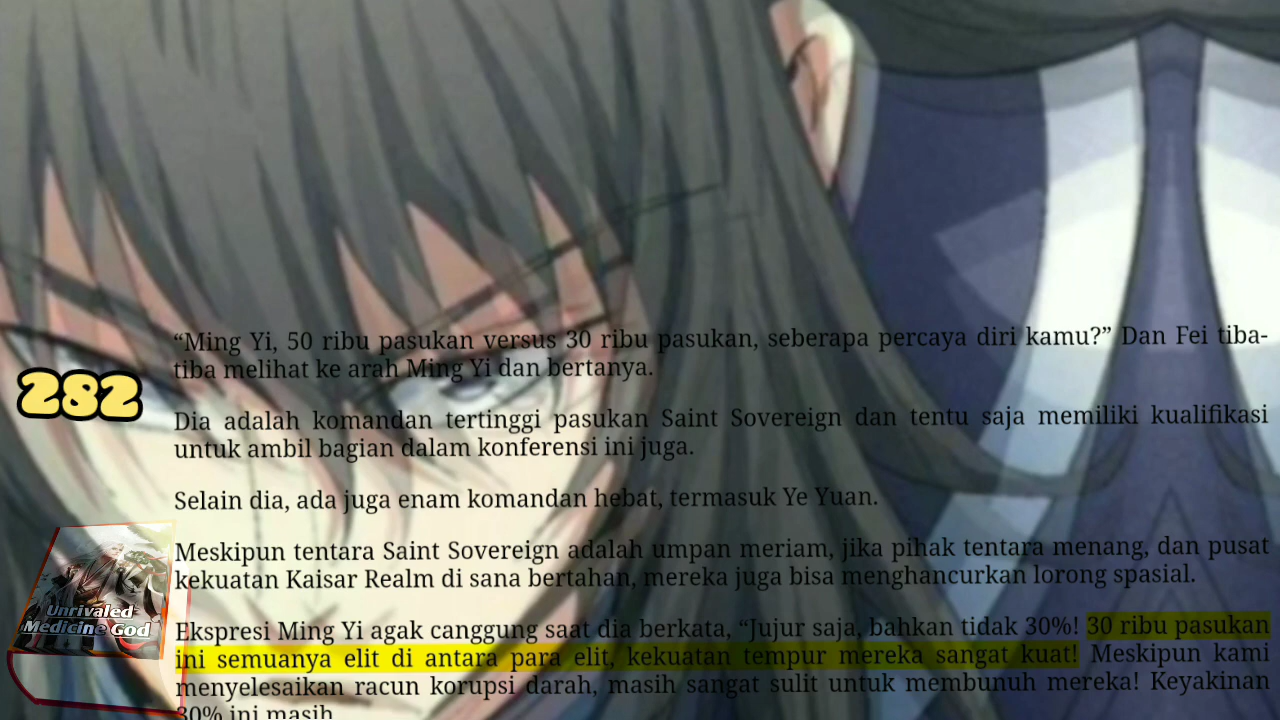 “Ming Yi, 50 ribu pasukan versus 30 ribu pasukan, seberapa percaya diri kamu?” Dan Fei tiba-
tiba melihat ke arah Ming Yi dan bertanya.
282
Dia adalah komandan tertinggi pasukan Saint Sovereign dan tentu saja memiliki kualifikasi
untuk ambil bagian dalam konferensi ini juga.
Selain dia, ada juga enam komandan hebat, termasuk Ye Yuan.
Meskipun tentara Saint Sovereign adalah umpan meriam, jika pihak tentara menang, dan pusat
kekuatan Kaisar Realm di sana bertahan, mereka juga bisa menghancurkan lorong spasial.
Unrivaled
Medicine God
Ekspresi Ming Yi agak canggung saat dia berkata, “Jujur saja, bahkan tidak 30%! 30 ribu pasukan
ini semuanya elit di antara para elit, kekuatan tempur mereka sangat kuat! Meskipun kami
menyelesaikan racun korupsi darah, masih sangat sulit untuk membunuh mereka! Keyakinan
30% ini masih